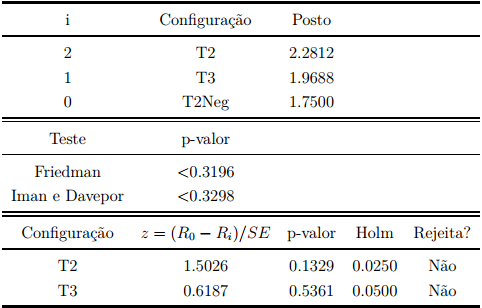 i Configuração Posto
2 T2 2.2812
1 T3 1.9688
0 T2Neg 1.7500
Teste p-valor
Friedman <0.3196
Iman e Davepor <0.3298
Configuração z = (R₀ − Rᵢ)/SE p-valor Holm Rejeita?
T2 1.5026 0.1329 0.0250 Não
T3 0.6187 0.5361 0.0500 Não